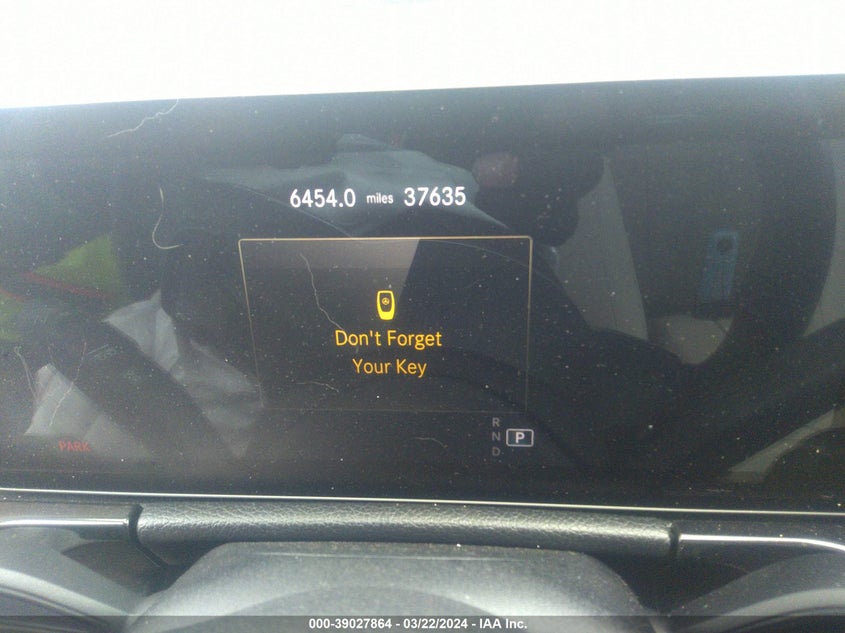 6454.0 miles 37635
Don't Forget
Your Key
R
N P
D
PARK
000-39027864 - 03/22/2024 - IAA Inc.